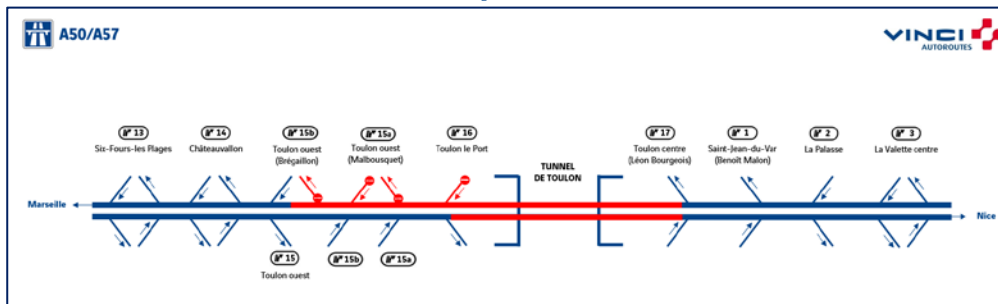 A50/A57
VINCI
AUTOROUTES
n° 13
Six-Fours-les Plages
n° 14
Châteauvallon
n° 15b
Toulon ouest
(Brégaillon)
n° 15a
Toulon ouest
(Malbousquet)
n° 16
Toulon le Port
TUNNEL
DE TOULON
n° 17
Toulon centre
(Léon Bourgeois)
n° 1
Saint-Jean-du-Var
(Benoît Malon)
n° 2
La Palasse
n° 3
La Valette centre
Marseille
Nice
n° 15
Toulon ouest
n° 15b
n° 15a